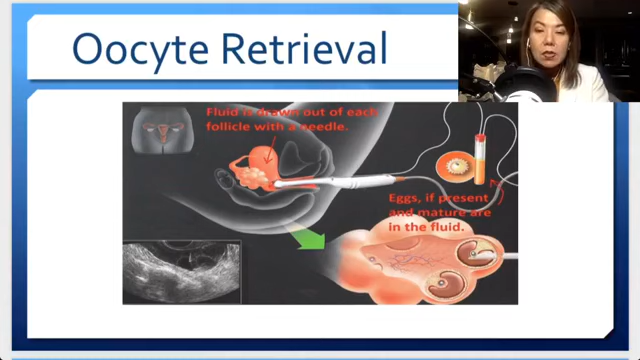 Oocyte Retrieval
Fluid is drawn out of each
follicle with a needle.
Eggs, if present
and mature are
in the fluid.